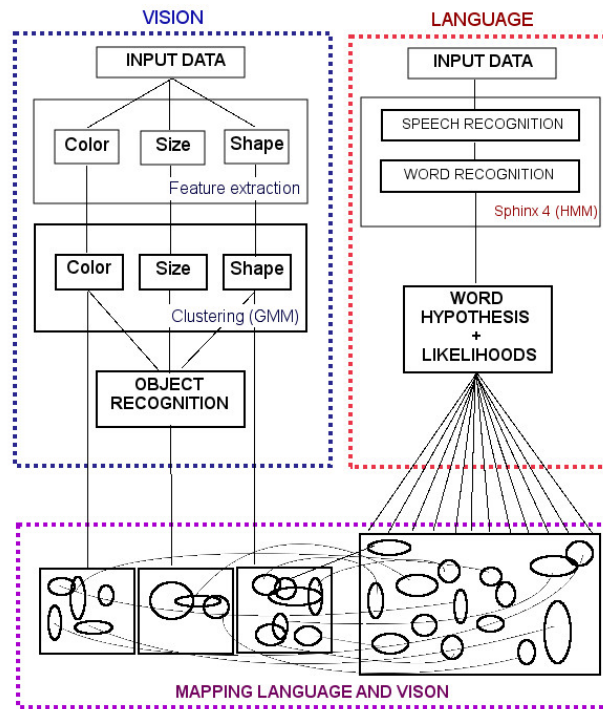 VISION
INPUT DATA
Color
Size
Shape
Feature extraction
Color
Size
Shape
Clustering (GMM)
OBJECT
RECOGNITION
LANGUAGE
INPUT DATA
SPEECH RECOGNITION
WORD RECOGNITION
Sphinx 4 (HMM)
WORD
HYPOTHESIS
+
LIKELIHOODS
MAPPING LANGUAGE AND VISON